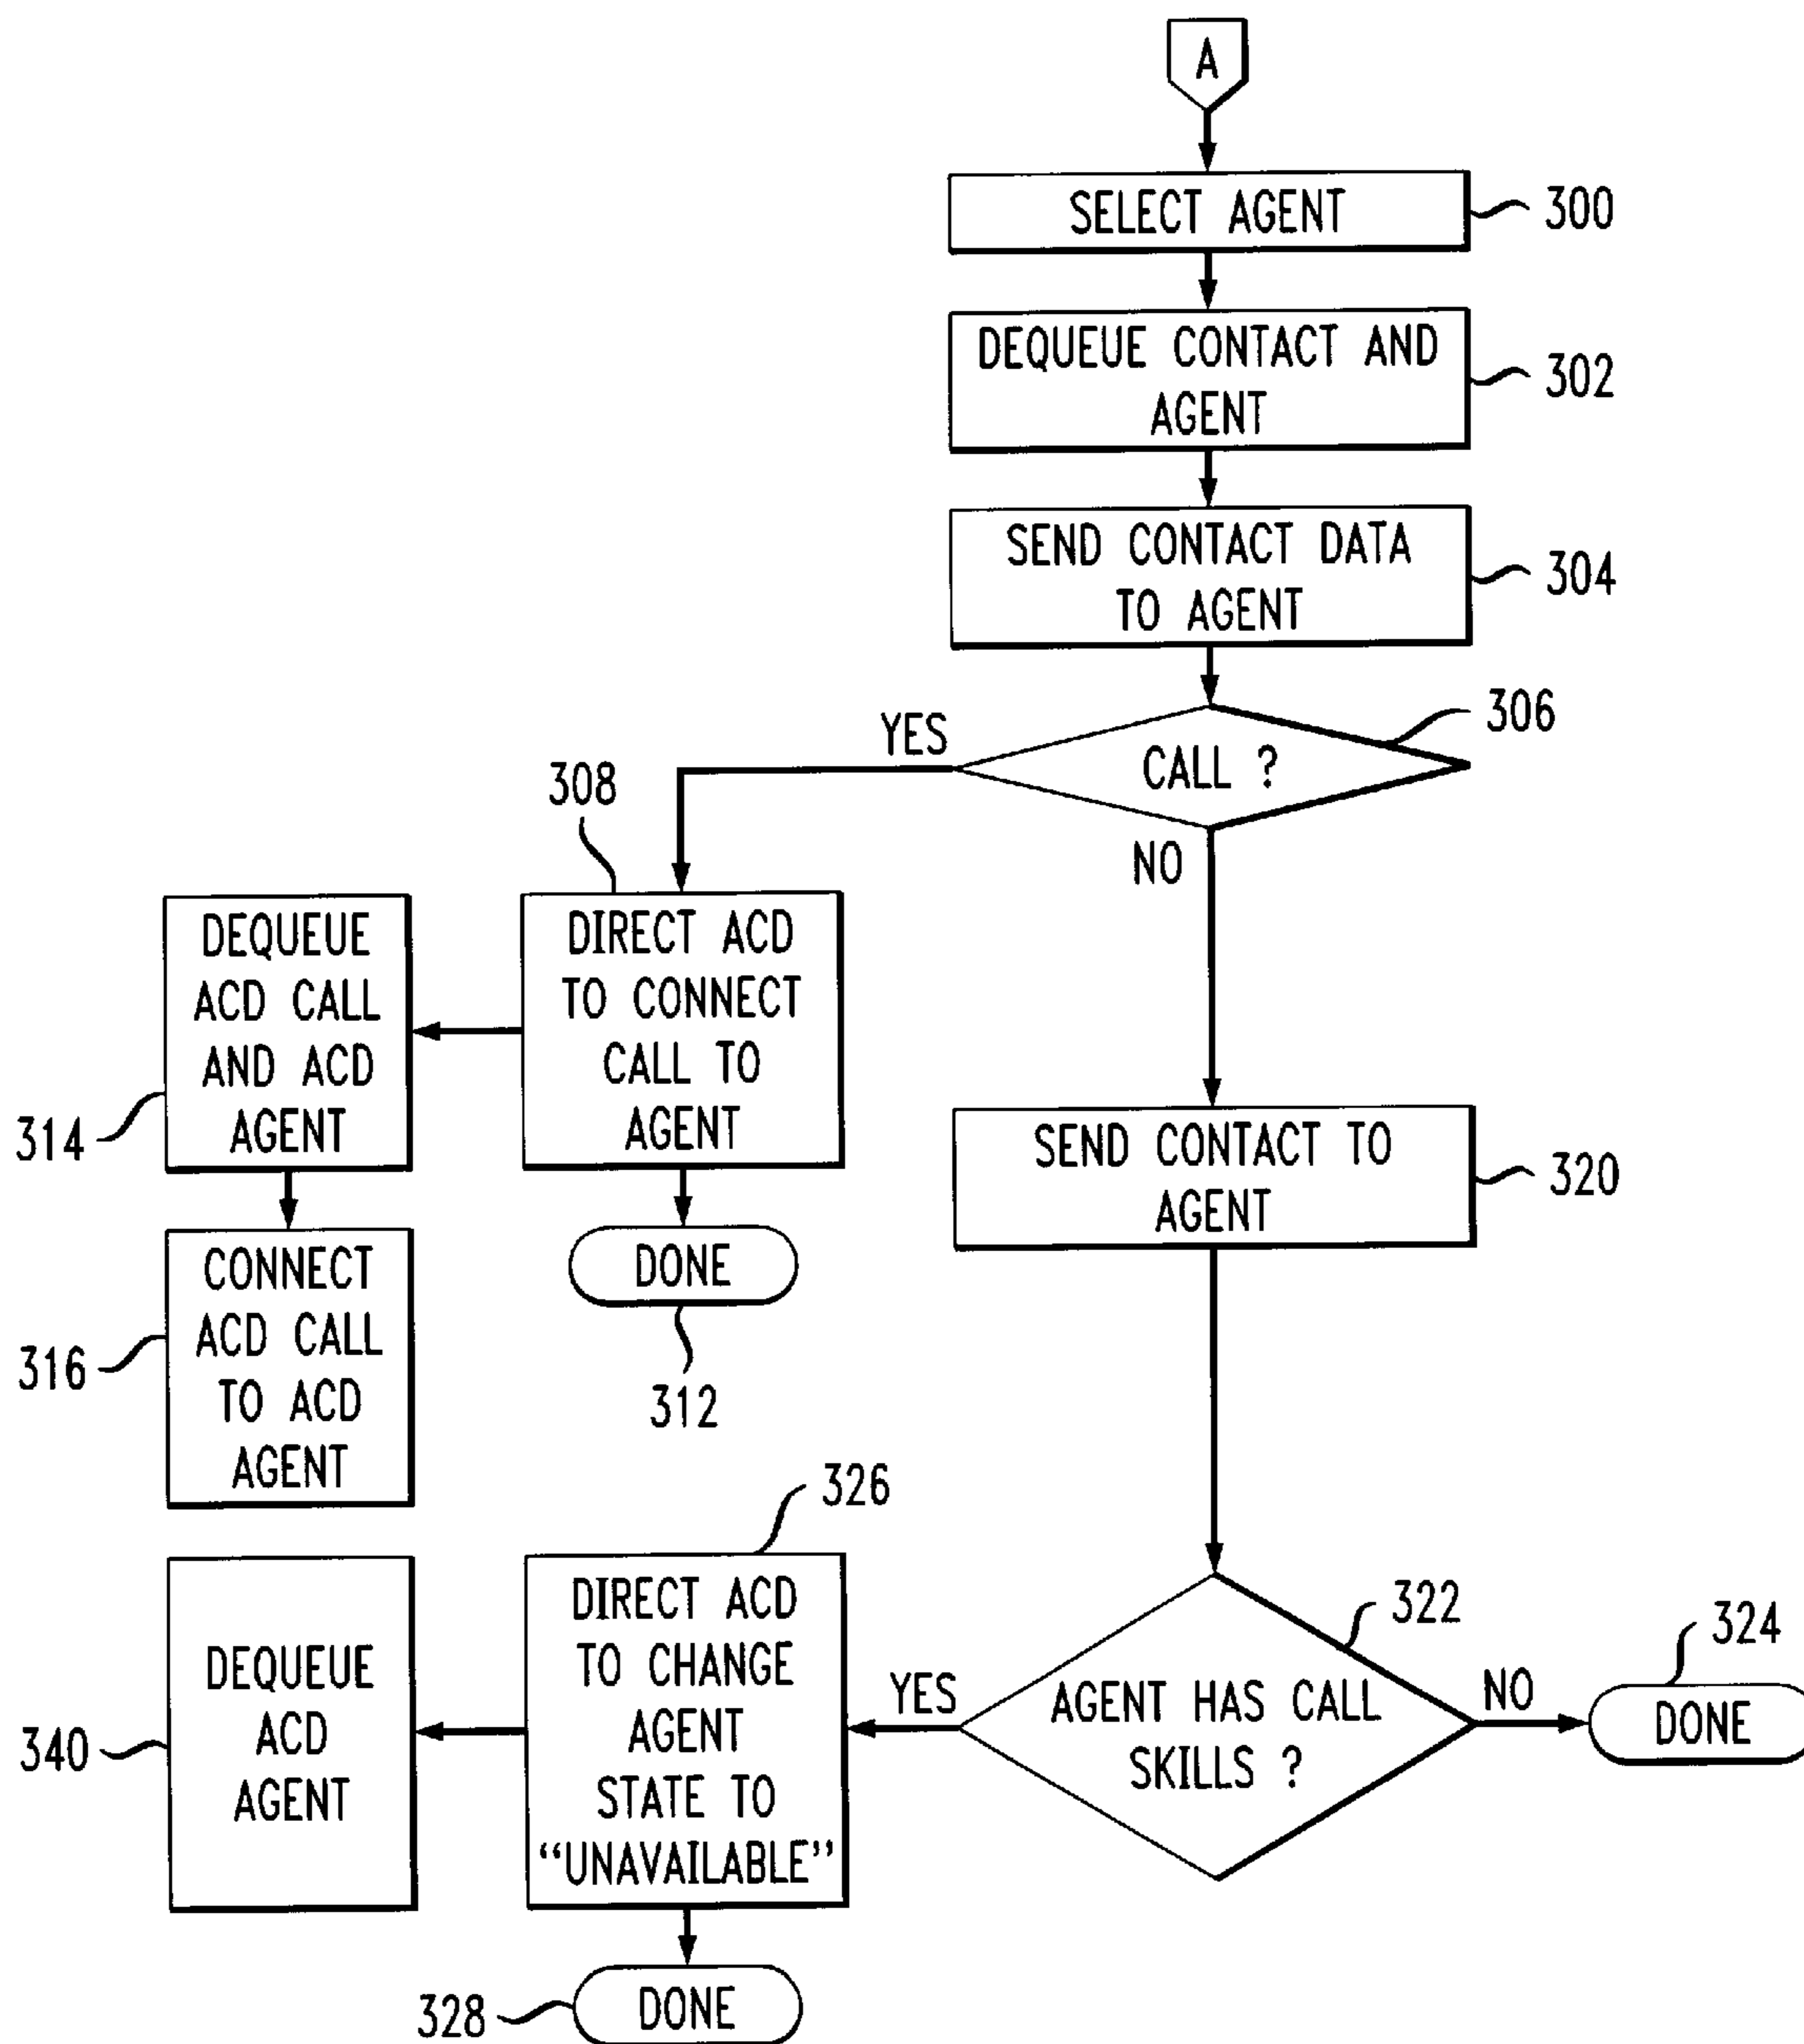 A
SELECT AGENT
300
DEQUEUE CONTACT AND
AGENT
302
SEND CONTACT DATA
TO AGENT
304
CALL ?
306
YES
NO
308
DIRECT ACD
TO CONNECT
CALL TO
AGENT
DEQUEUE
ACD CALL
AND ACD
AGENT
314
CONNECT
ACD CALL
TO ACD
AGENT
316
DONE
312
SEND CONTACT TO
AGENT
320
AGENT HAS CALL
SKILLS ?
322
NO
DONE
324
YES
326
DIRECT ACD
TO CHANGE
AGENT
STATE TO
“UNAVAILABLE”
DEQUEUE
ACD
AGENT
340
DONE
328